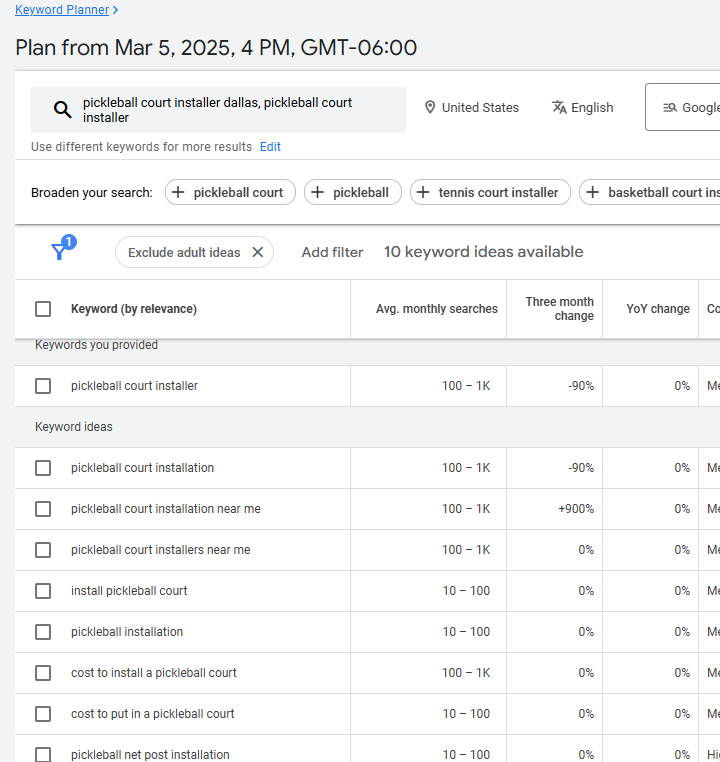 Keyword Planner
Plan from Mar 5, 2025, 4 PM, GMT-06:00
pickleball court installer dallas, pickleball court
installer
United States
English
Google
Use different keywords for more results Edit
Broaden your search: pickleball court pickleball tennis court installer basketball court ins
1
Exclude adult ideas Add filter 10 keyword ideas available
Keyword (by relevance) Avg. monthly searches Three month change YoY change Co
Keywords you provided
pickleball court installer 100 – 1K -90% 0% Me
Keyword ideas
pickleball court installation 100 – 1K -90% 0% Me
pickleball court installation near me 100 – 1K +900% 0% Me
pickleball court installers near me 100 – 1K 0% 0% Me
install pickleball court 10 – 100 0% 0% Me
pickleball installation 10 – 100 0% 0% Me
cost to install a pickleball court 100 – 1K 0% 0% Me
cost to put in a pickleball court 10 – 100 0% 0% Me
pickleball net post installation 10 – 100 0% 0% Hi